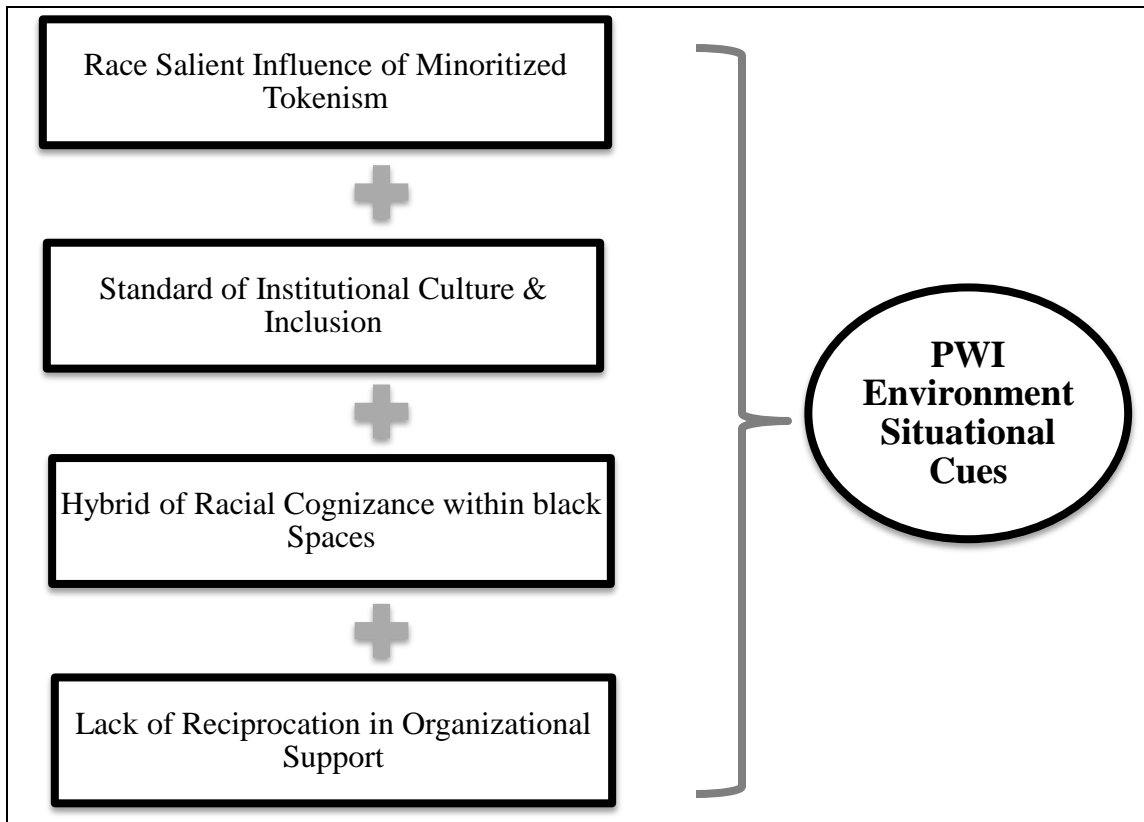 Race Salient Influence of Minoritized
Tokenism
Standard of Institutional Culture &
Inclusion
Hybrid of Racial Cognizance within black
Spaces
Lack of Reciprocation in Organizational
Support
PWI
Environment
Situational
Cues